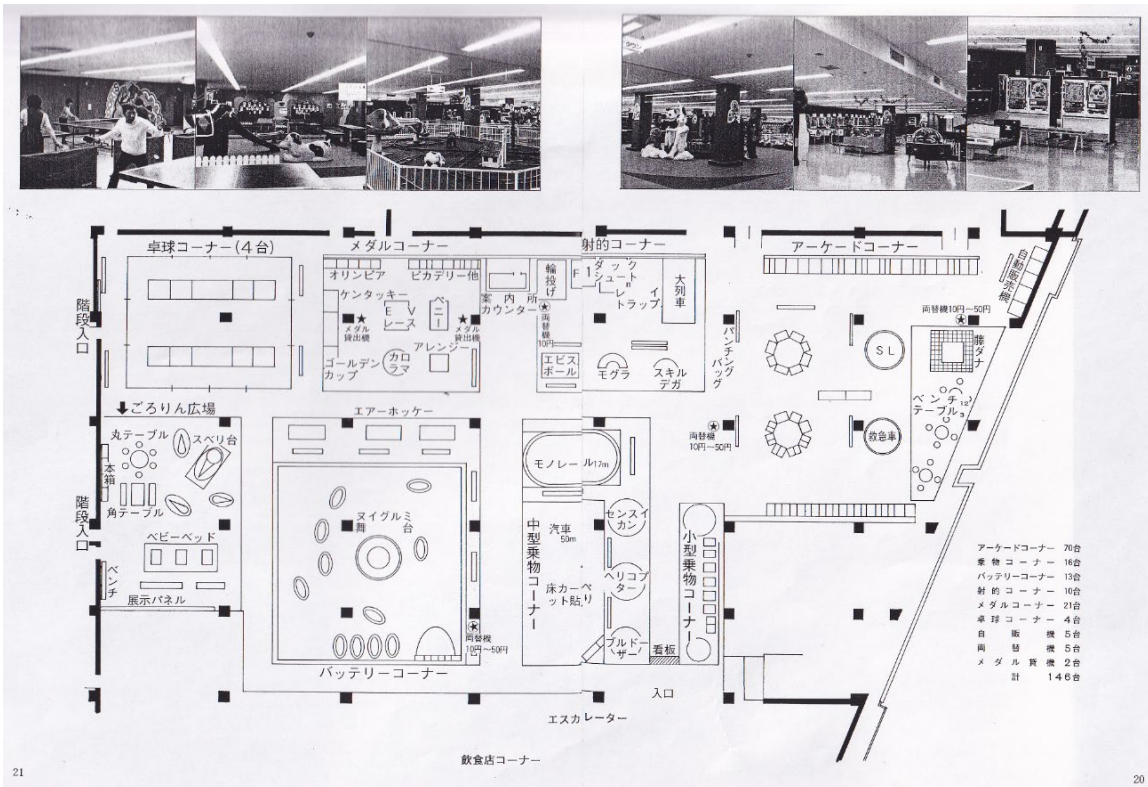 卓球コーナー(4台)
メダルコーナー
射的コーナー
アーケードコーナー
自動販売機
オリンピア
ピカデリー他
ケンタッキー
EV
レース
ペニー
メダル
貸出機
メダル
貸出機
ゴールデン
カップ
カロ
ラマ
アレンジ
案内所
カウンター
輪投げ
両替機
10円
エビス
ボール
F1
ダック
シュート
レイ
トラップ
大列車
モグラ
スキル
デガ
パンチングバッグ
両替機
10円〜50円
両替機10円〜50円
SL
救急車
藤ダナ
ベンチ12
テーブル3
階段入口
階段入口
ごろりん広場
丸テーブル
スベリ台
本箱
角テーブル
ベビーベッド
ベンチ
展示パネル
エアーホッケー
ヌイグルミ
舞台
両替機
10円〜50円
バッテリーコーナー
モノレール17m
汽車
50m
中型乗物コーナー
床カーペ
ット貼り
センスイ
カン
ヘリコプ
ター
ブルドー
ザー
小型乗物コーナー
看板
入口
エスカレーター
飲食店コーナー
アーケードコーナー 70台
乗物コーナー 16台
バッテリーコーナー 13台
射的コーナー 10台
メダルコーナー 21台
卓球コーナー 4台
自販機 5台
両替機 5台
メダル貸機 2台
計 146台
21
20